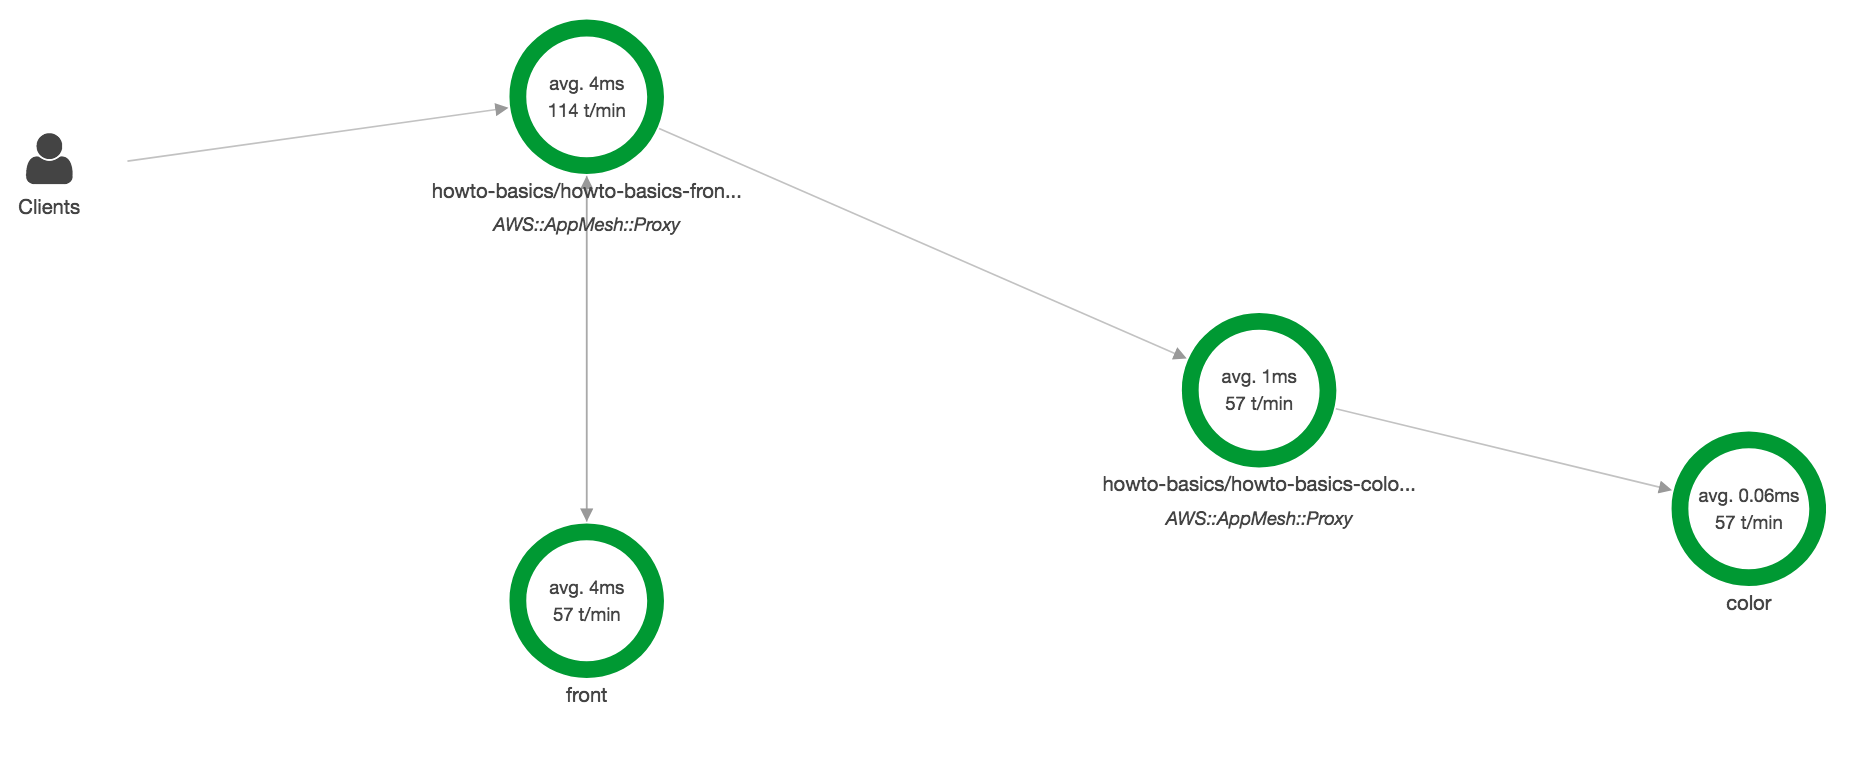 Clients
avg. 4ms
114 t/min
howto-basics/howto-basics-fron...
AWS::AppMesh::Proxy
avg. 4ms
57 t/min
front
avg. 1ms
57 t/min
howto-basics/howto-basics-colo...
AWS::AppMesh::Proxy
avg. 0.06ms
57 t/min
color